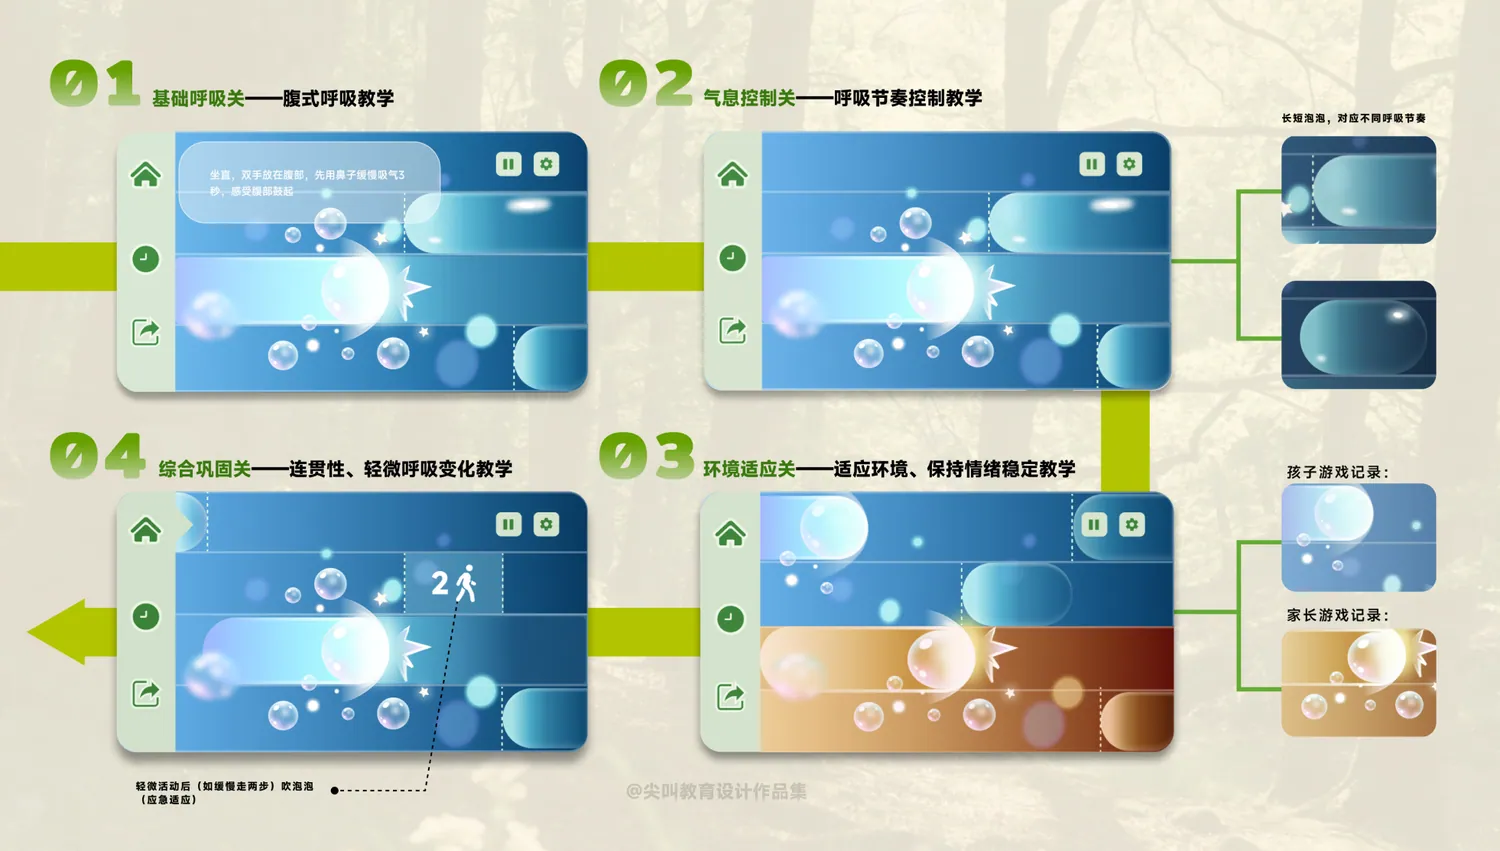 01 基础呼吸关——腹式呼吸教学
坐直，双手放在腹部，先用鼻子缓慢吸气3
秒，感受腹部鼓起
02 气息控制关——呼吸节奏控制教学
长短泡泡，对应不同呼吸节奏
04 综合巩固关——连贯性、轻微呼吸变化教学
2
轻微活动后（如缓慢走两步）吹泡泡
（应急适应）
03 环境适应关——适应环境、保持情绪稳定教学
孩子游戏记录：
家长游戏记录：
@尖叫教育设计作品集